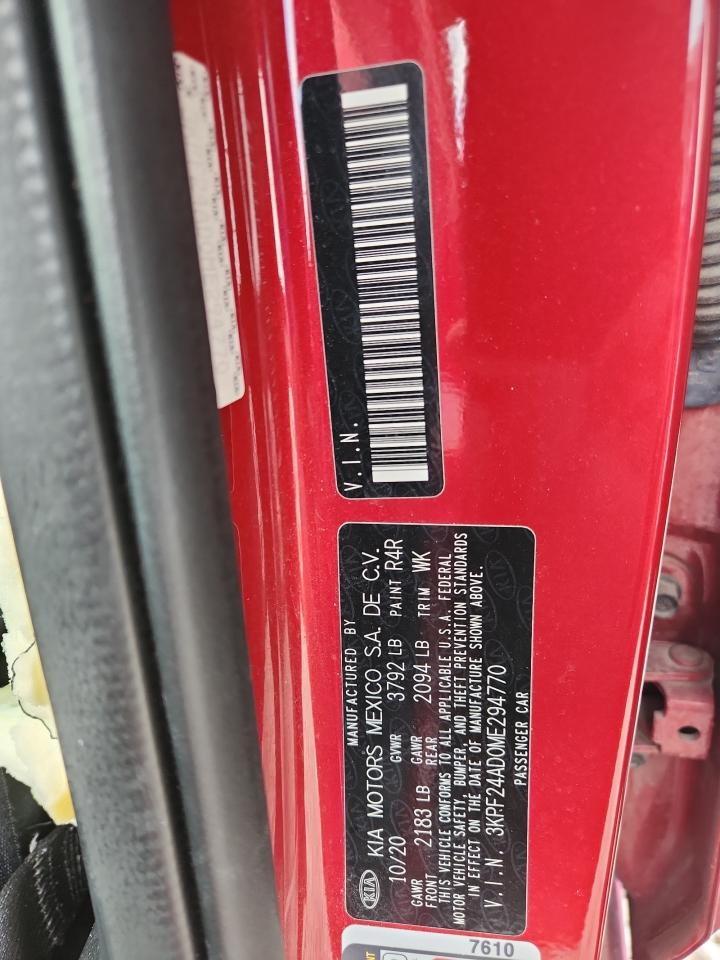 V.I.N.
KIA
MANUFACTURED BY
KIA MOTORS MEXICO S.A. DE C.V.
10/20 GVWR 3792 LB PAINT R4R
GAWR FRONT 2183 LB GAWR REAR 2094 LB TRIM WK
THIS VEHICLE CONFORMS TO ALL APPLICABLE U.S.A. FEDERAL
MOTOR VEHICLE SAFETY, BUMPER, AND THEFT PREVENTION STANDARDS
IN EFFECT ON THE DATE OF MANUFACTURE SHOWN ABOVE.
V.I.N. 3KPF24AD0ME294770
PASSENGER CAR
7610